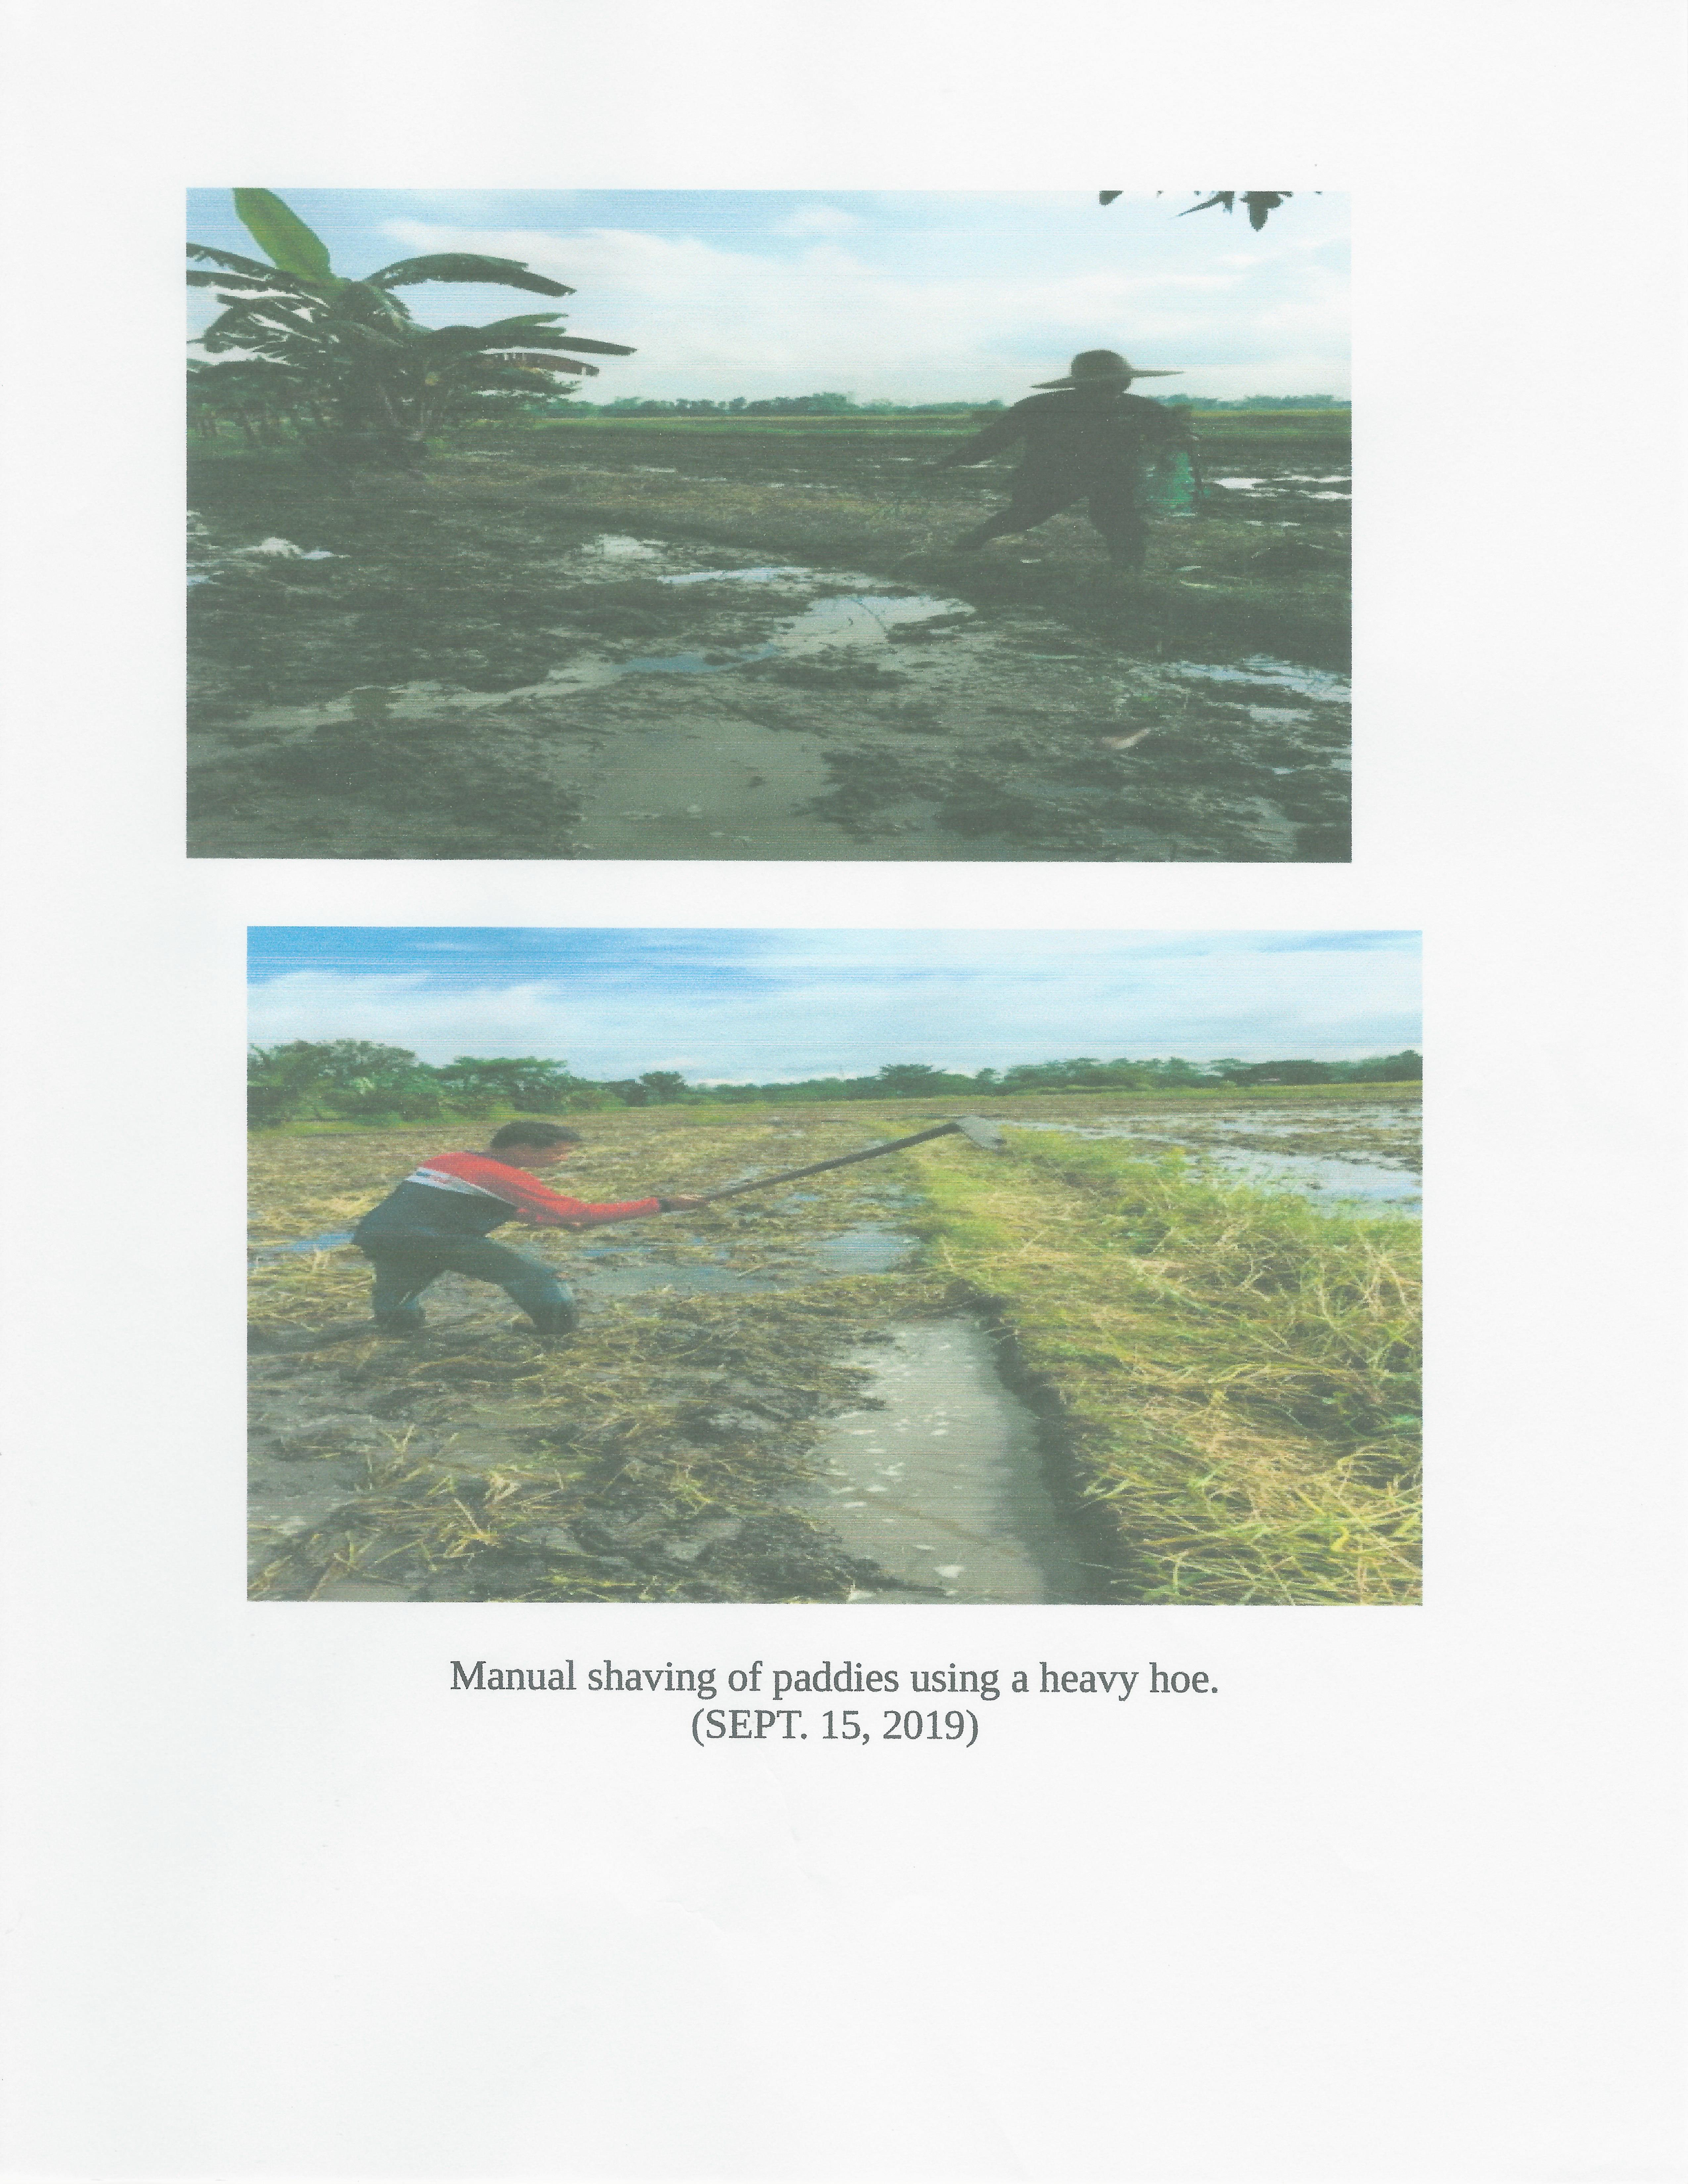 Manual shaving of paddies using a heavy hoe.
(SEPT. 15, 2019)